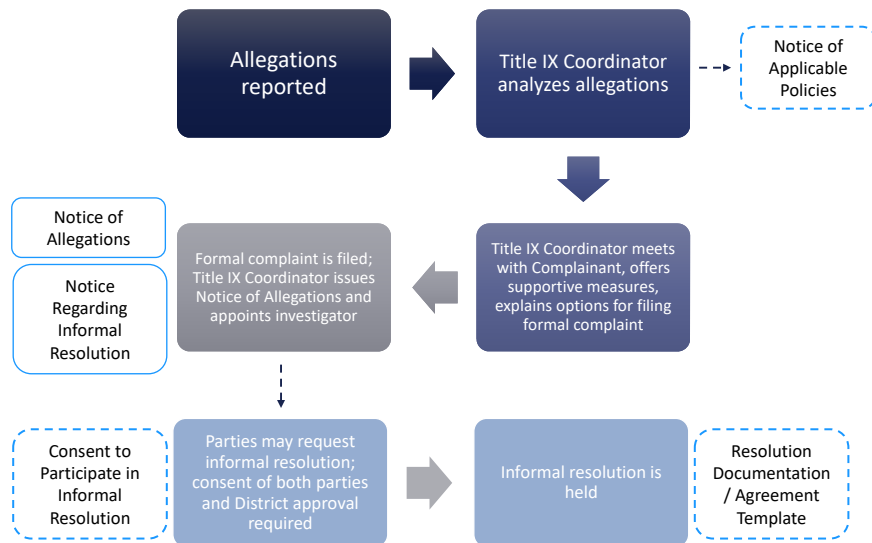 Allegations
reported
Title IX Coordinator
analyzes allegations
Notice of
Applicable
Policies
Notice of
Allegations
Notice
Regarding
Informal
Resolution
Formal complaint is filed;
Title IX Coordinator issues
Notice of Allegations and
appoints investigator
Title IX Coordinator meets
with Complainant, offers
supportive measures,
explains options for filing
formal complaint
Consent to
Participate in
Informal
Resolution
Parties may request
informal resolution;
consent of both parties
and District approval
required
Informal resolution is
held
Resolution
Documentation
/ Agreement
Template